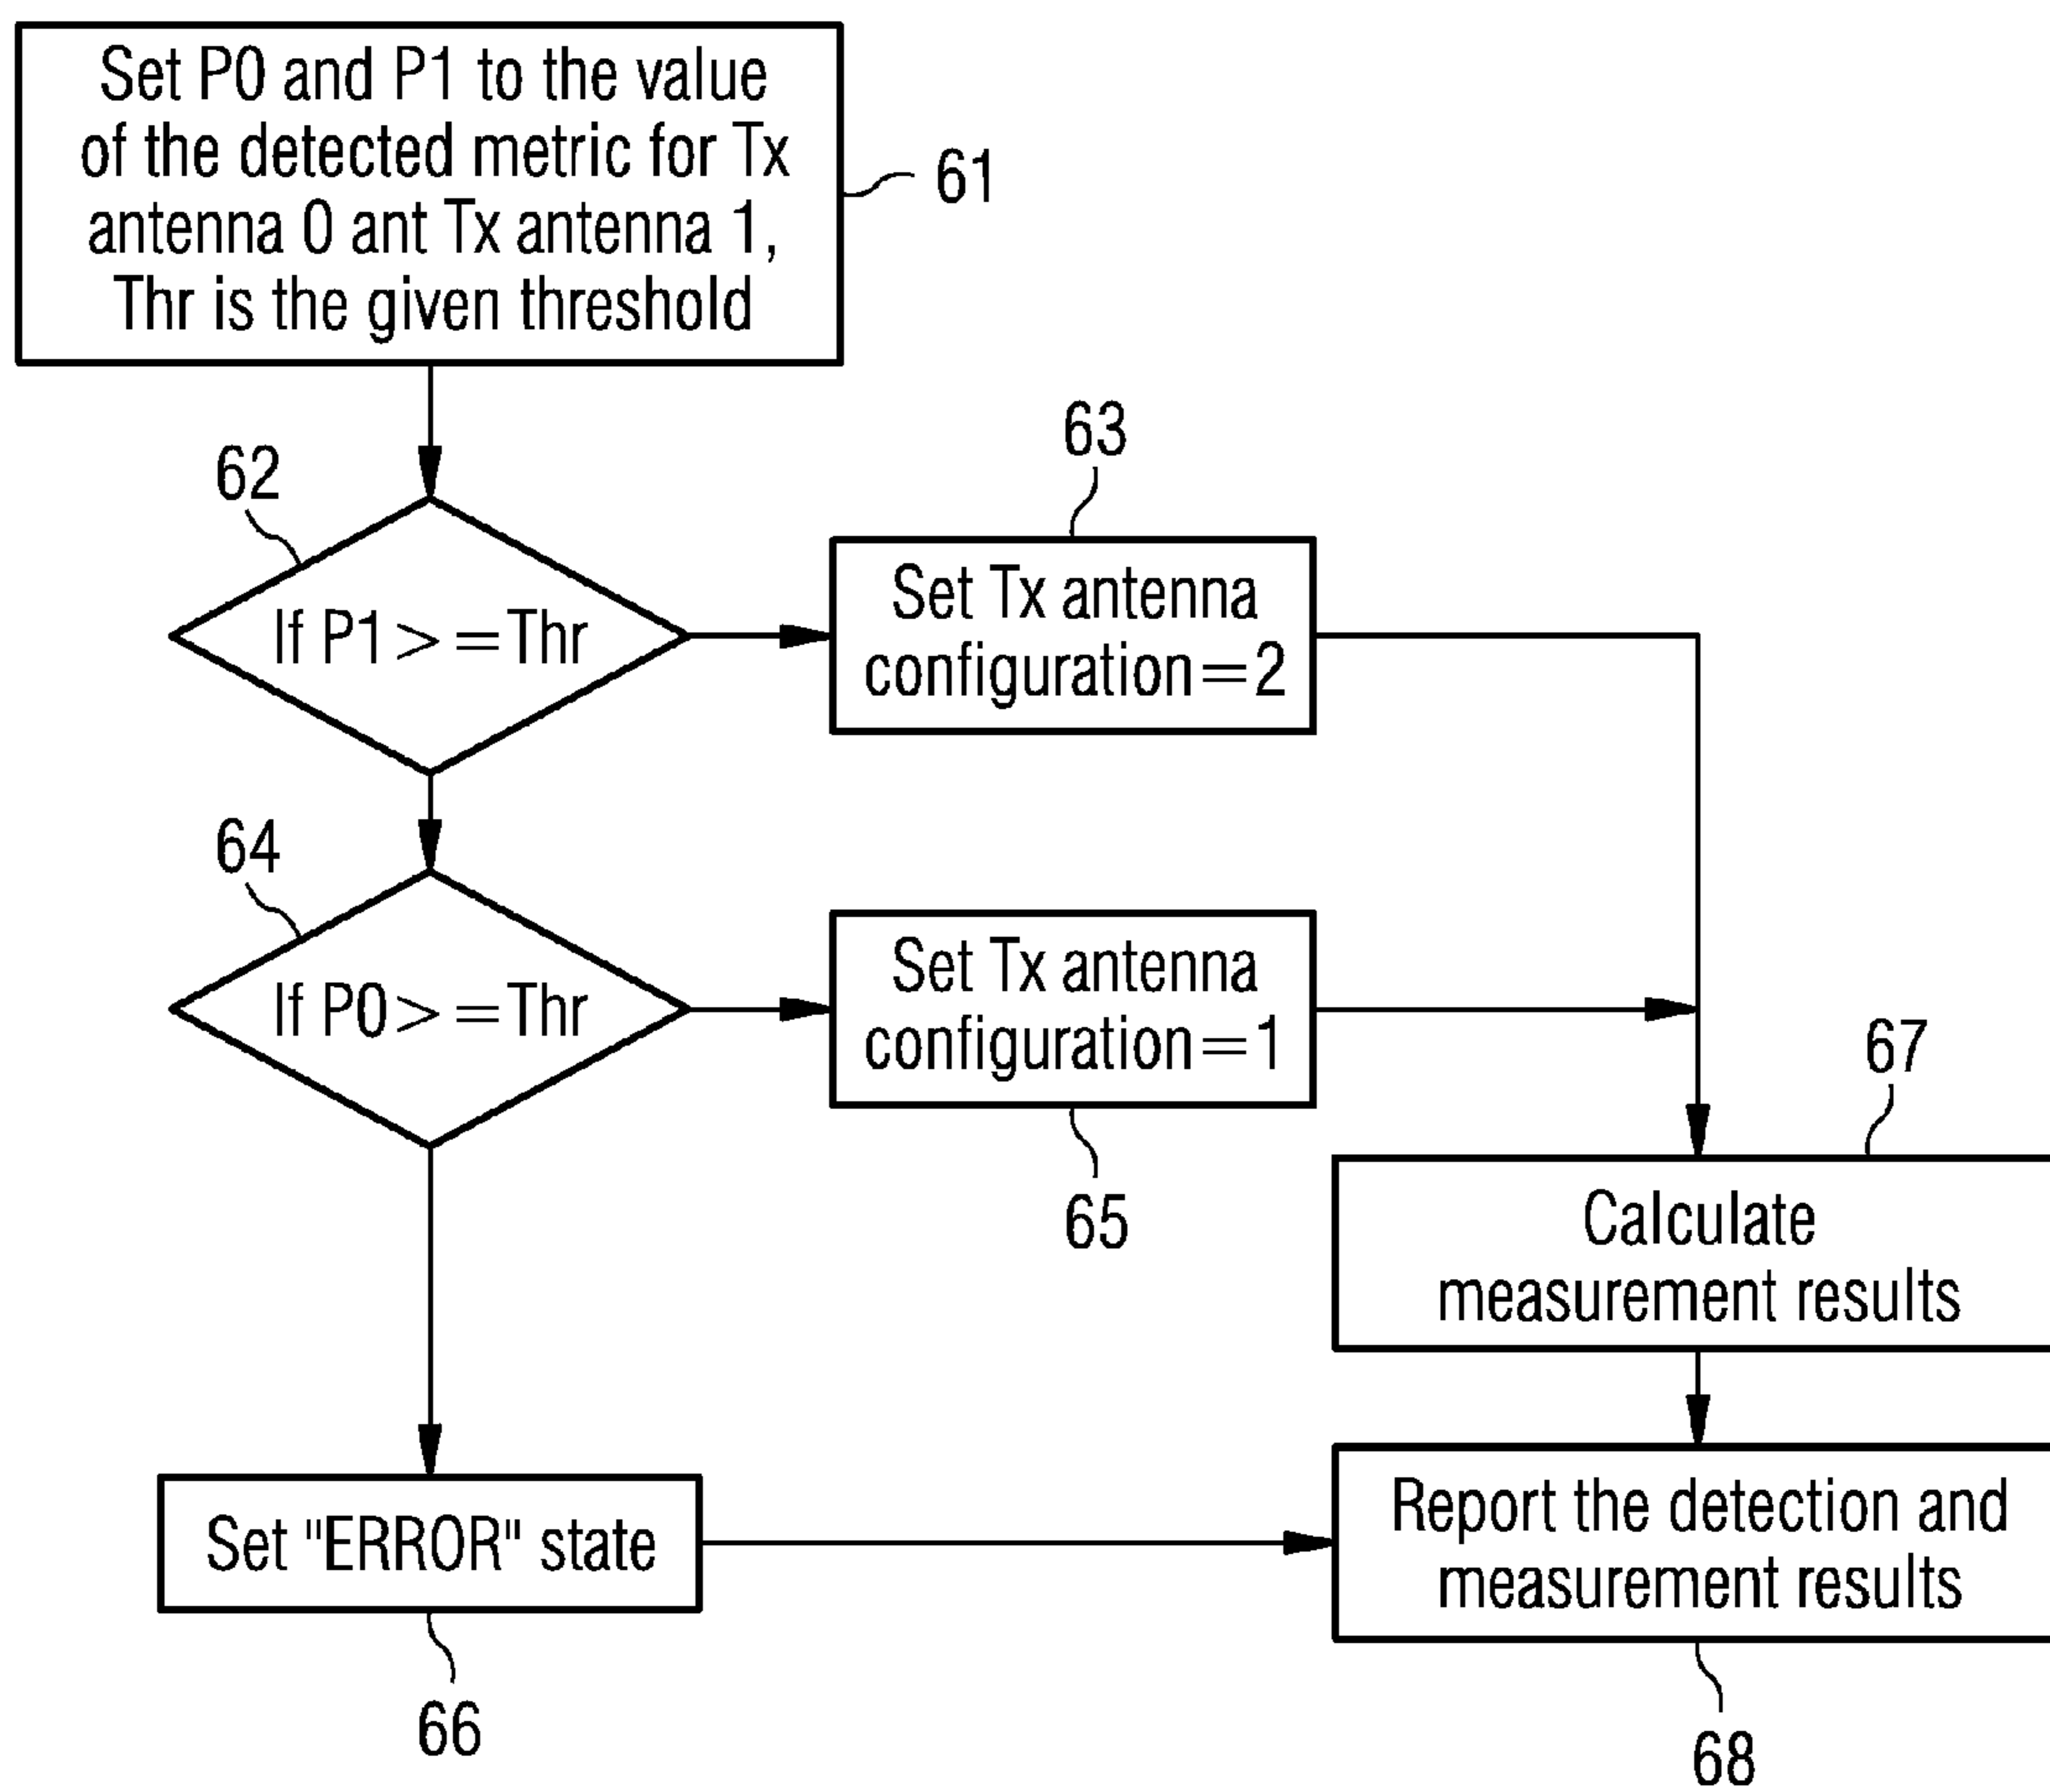 Set P0 and P1 to the value
of the detected metric for Tx
antenna 0 ant Tx antenna 1,
Thr is the given threshold
61
62
If P1>=Thr
63
Set Tx antenna
configuration=2
64
If P0>=Thr
Set Tx antenna
configuration=1
65
67
Calculate
measurement results
Set "ERROR" state
66
Report the detection and
measurement results
68